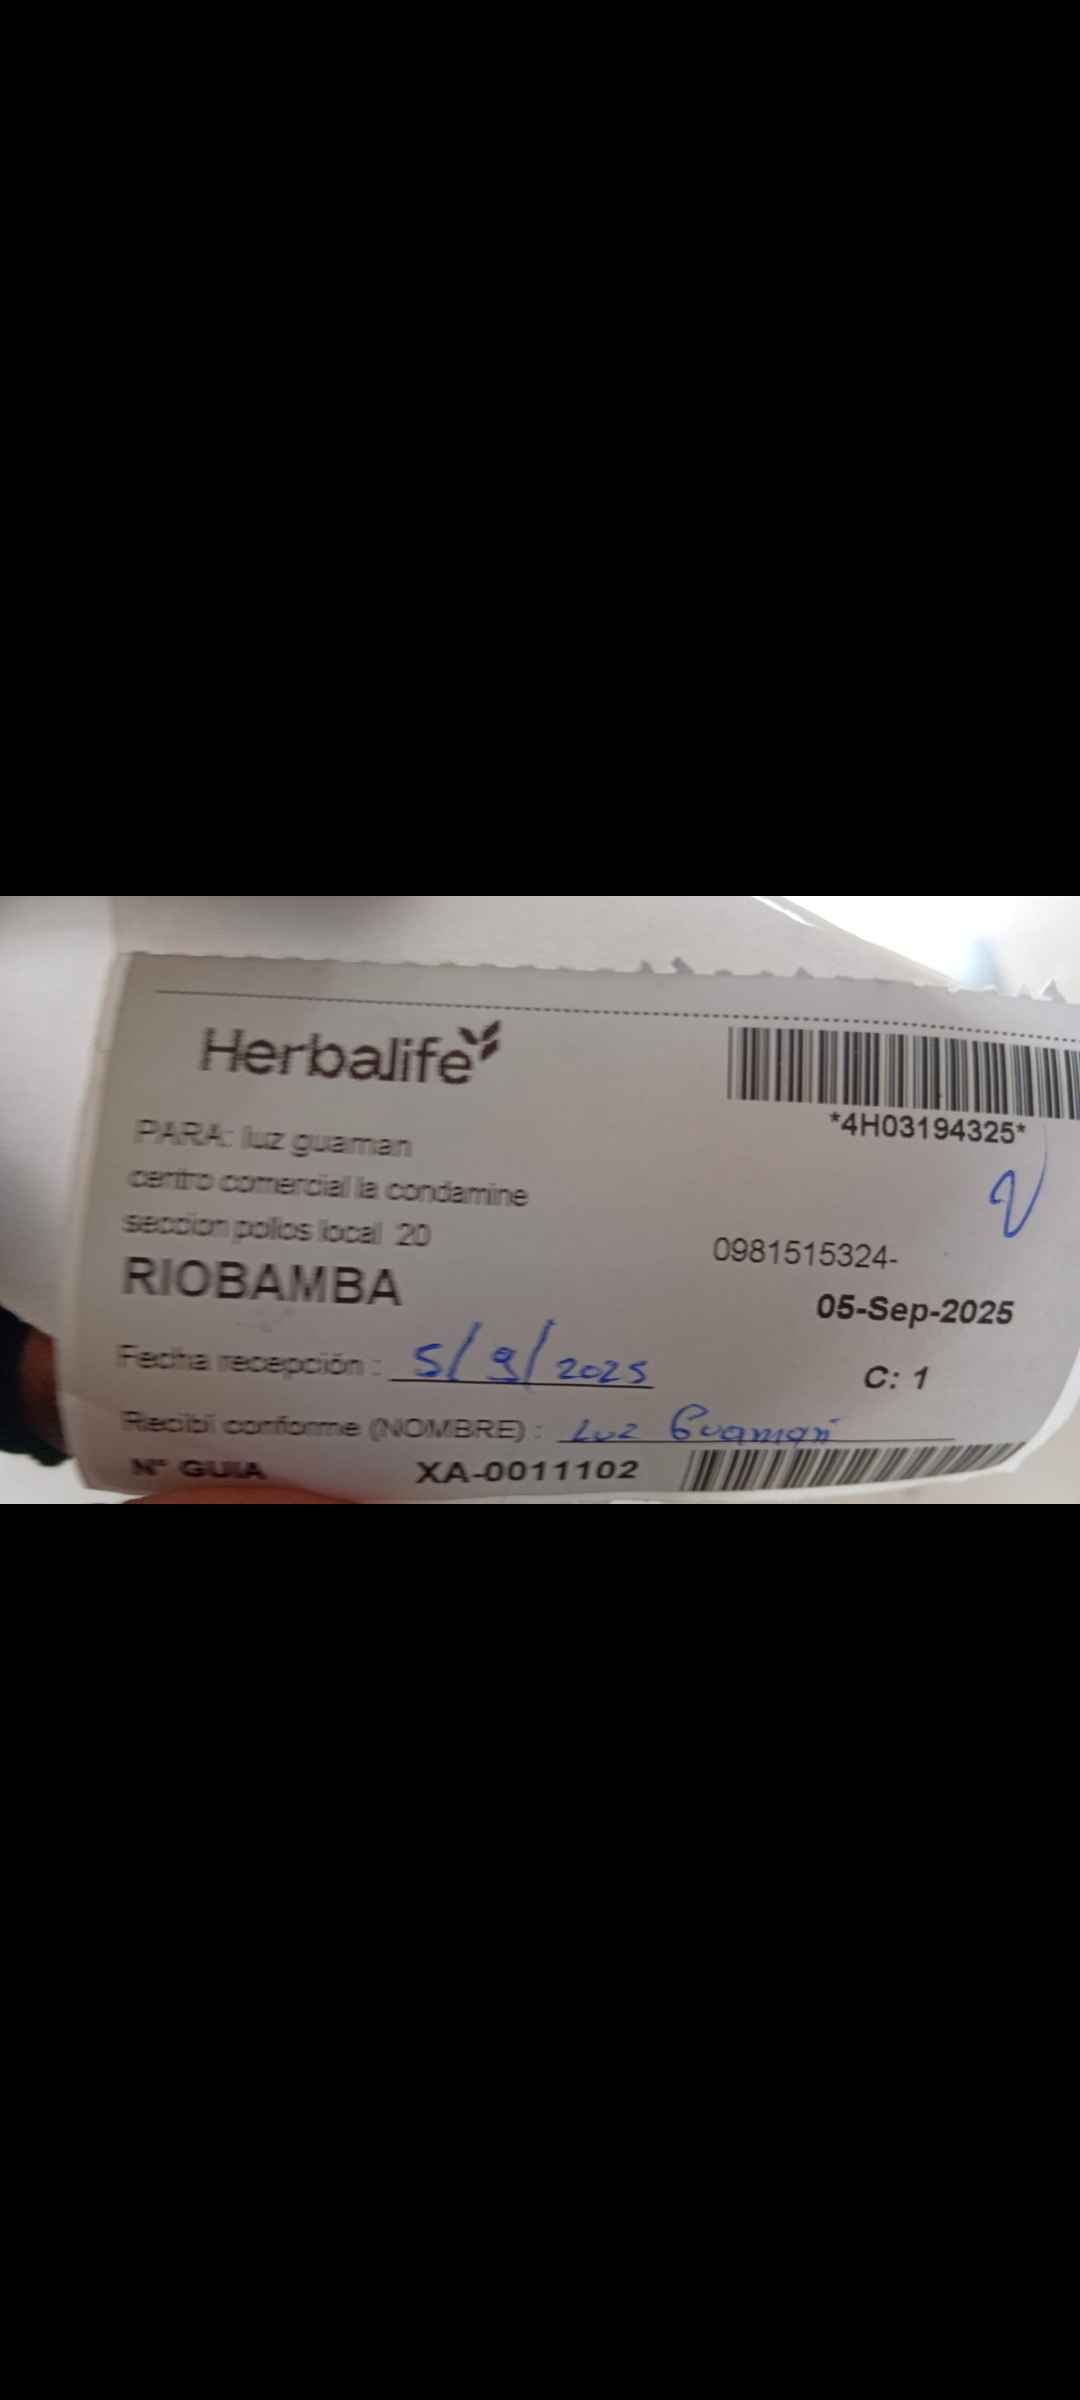 Herbalife
*4H03194325*
PARA: luz guaman
centro comercial la condamine
seccion pollos local 20
0981515324-
RIOBAMBA
05-Sep-2025
Fecha recepción : 5/9/2025
C: 1
Recibí conforme (NOMBRE) : Luz Guaman
N° GUIA XA-0011102